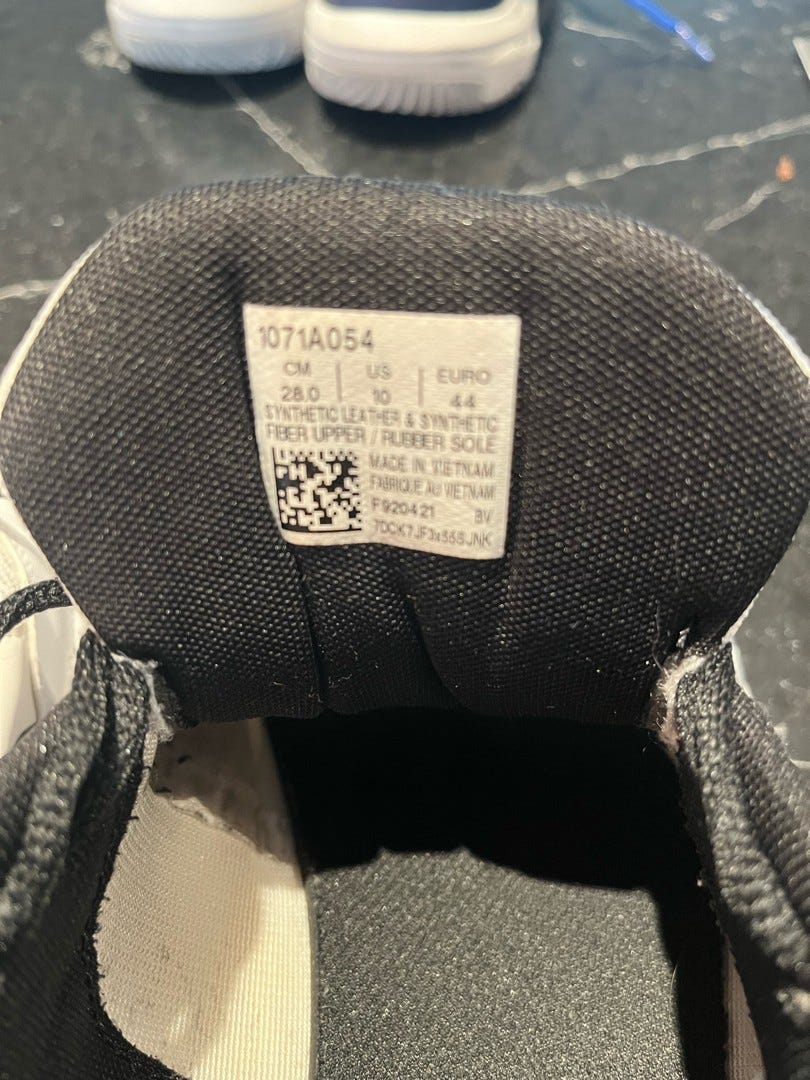 1071A054
CM | US | EURO
28.0 | 10 | 44
SYNTHETIC LEATHER & SYNTHETIC
FIBER UPPER / RUBBER SOLE
MADE IN VIETNAM
FABRIQUE AU VIETNAM
F920421 BV